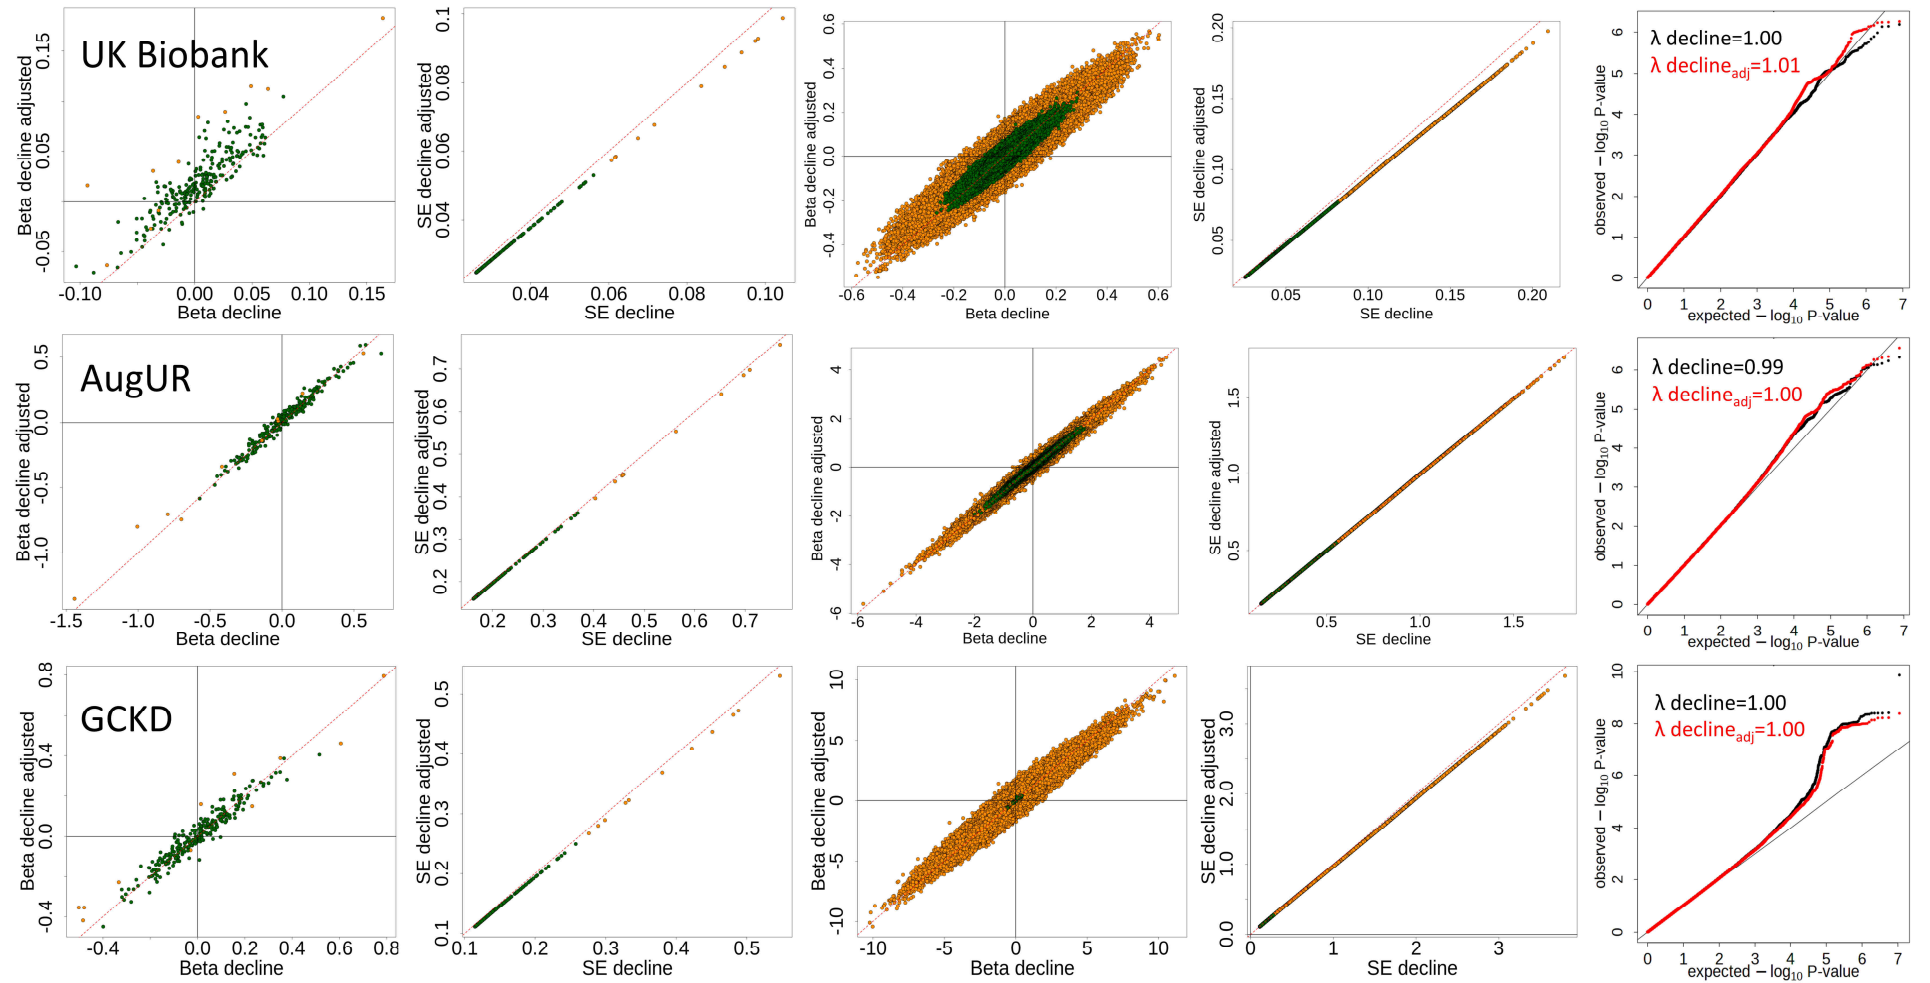 UK Biobank
Beta decline adjusted
-0.05 0.05 0.15
-0.10 0.00 0.05 0.10 0.15
Beta decline
SE decline adjusted
0.04 0.06 0.08 0.1
0.04 0.06 0.08 0.10
SE decline
Beta decline adjusted
-0.4 -0.2 0.0 0.2 0.4 0.6
-0.6 -0.4 -0.2 0.0 0.2 0.4 0.6
Beta decline
SE decline adjusted
0.05 0.10 0.15 0.20
0.05 0.10 0.15 0.20
SE decline
λ decline=1.00
λ decline adj=1.01
observed −log10 P-value
0 1 2 3 4 5 6
0 1 2 3 4 5 6 7
expected −log10 P-value
AugUR
Beta decline adjusted
-1.0 -0.5 0.0 0.5
-1.5 -1.0 -0.5 0.0 0.5
Beta decline
SE decline adjusted
0.2 0.3 0.4 0.5 0.6 0.7
0.2 0.3 0.4 0.5 0.6 0.7
SE decline
Beta decline adjusted
-6 -4 -2 0 2 4
-6 -4 -2 0 2 4
Beta decline
SE decline adjusted
0.5 1.0 1.5
0.5 1.0 1.5
SE decline
λ decline=0.99
λ decline adj=1.00
observed −log10 P-value
0 1 2 3 4 5 6
0 1 2 3 4 5 6 7
expected −log10 P-value
GCKD
Beta decline adjusted
-0.4 0.0 0.4 0.8
-0.4 0.0 0.2 0.4 0.6 0.8
Beta decline
SE decline adjusted
0.1 0.2 0.3 0.4 0.5
0.1 0.2 0.3 0.4 0.5
SE decline
Beta decline adjusted
-10 -5 0 5 10
-10 -5 0 5 10
Beta decline
SE decline adjusted
0.0 1.0 2.0 3.0
0 1 2 3
SE decline
λ decline=1.00
λ decline adj=1.00
observed −log10 P-value
0 2 4 6 8 10
0 1 2 3 4 5 6 7
expected −log10 P-value